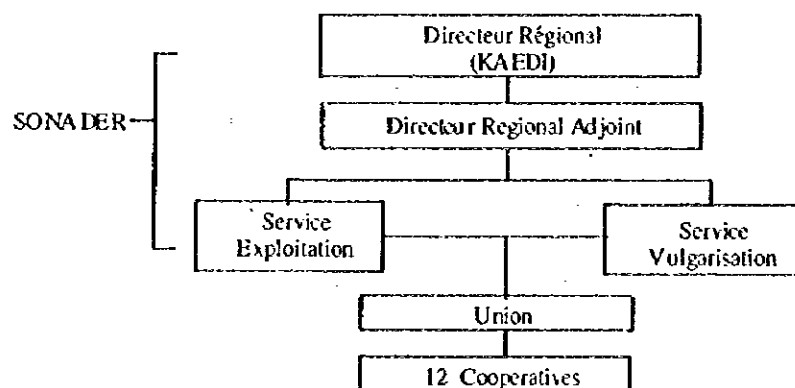 Directeur Régional
(KAEDI)
SONADER
Directeur Regional Adjoint
Service
Exploitation
Service
Vulgarisation
Union
12 Cooperatives